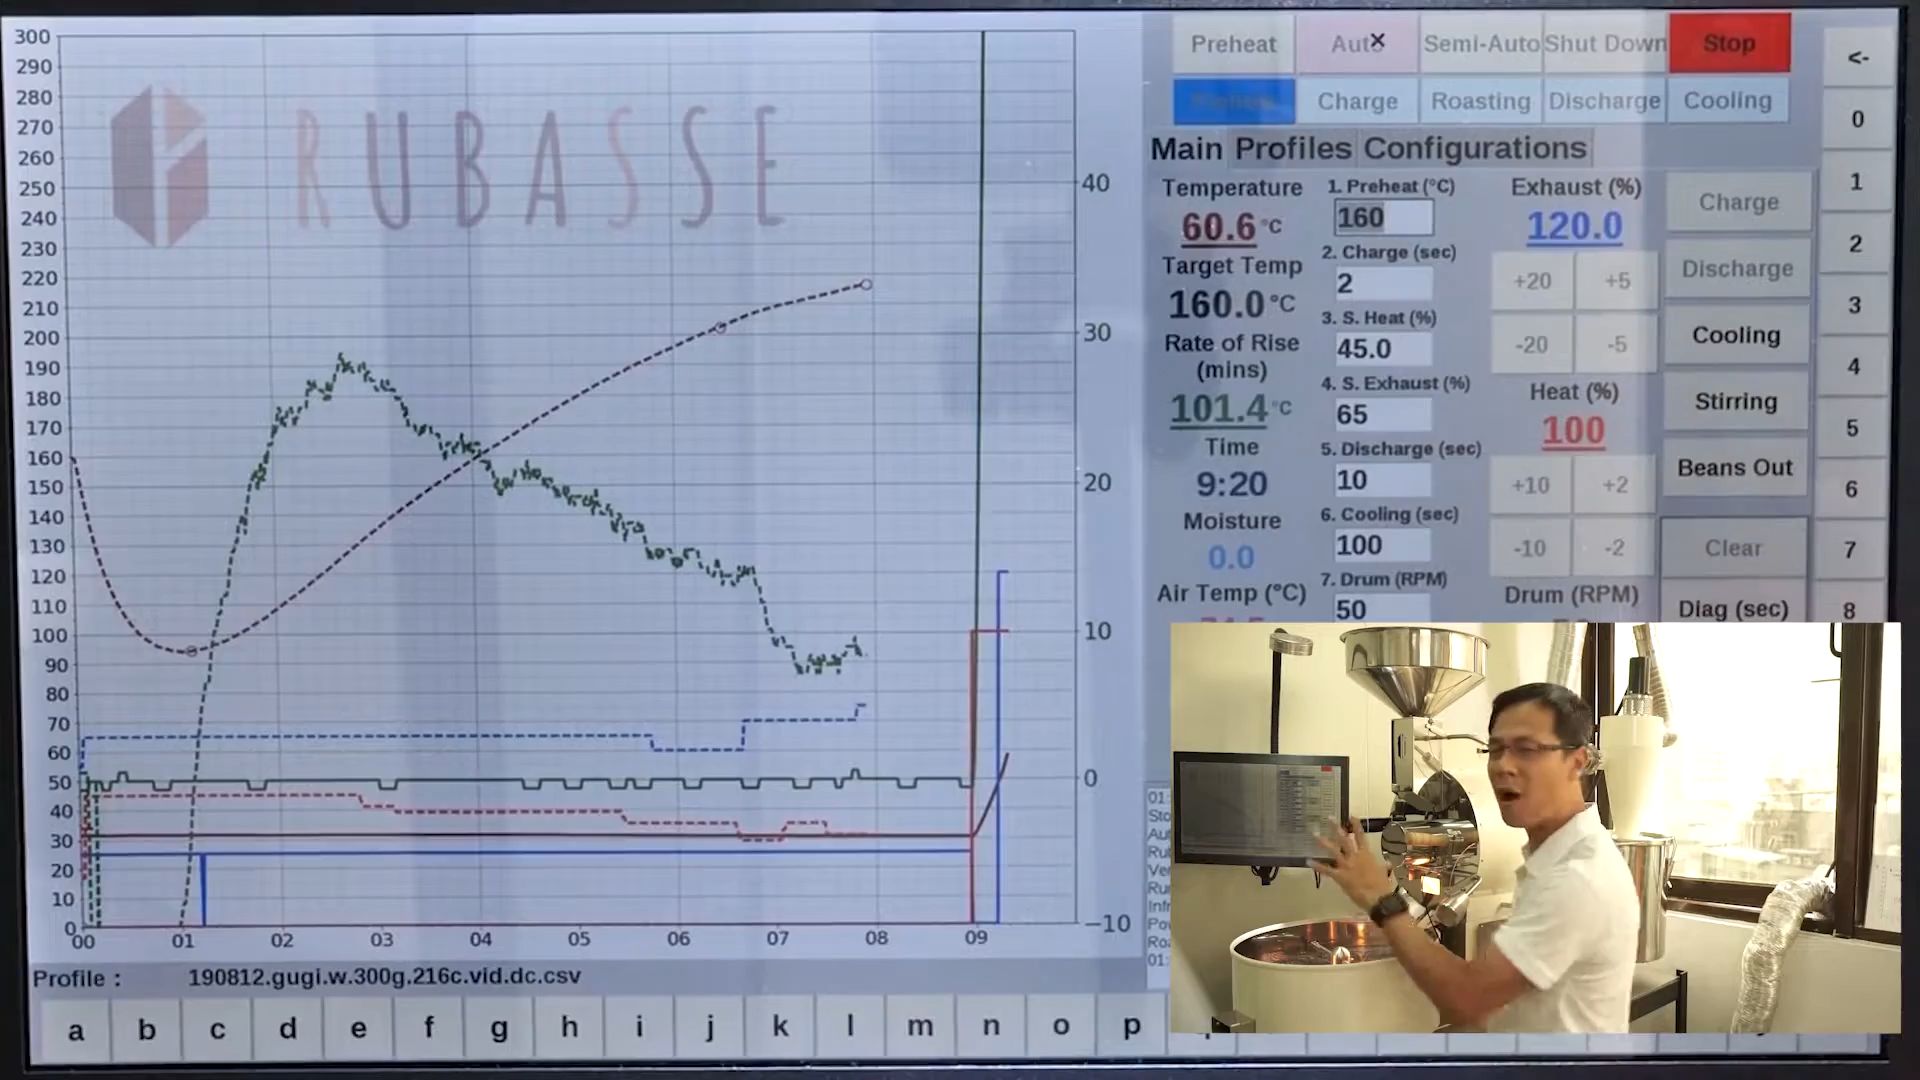 300
290
280
270
260
250
240
230
220
210
200
190
180
170
160
150
140
130
120
110
100
90
80
70
60
50
40
30
20
10
0
RUBASSE
40
30
20
10
0
−10
00 01 02 03 04 05 06 07 08 09
Profile : 190812.gugi.w.300g.216c.vid.dc.csv
a b c d e f g h i j k l m n o p
Preheat Auto Semi-Auto Shut Down Stop
Charge Roasting Discharge Cooling
Main Profiles Configurations
Temperature
60.6 °C
Target Temp
160.0 °C
Rate of Rise
(mins)
101.4 °C
Time
9:20
Moisture
0.0
Air Temp (°C)
1. Preheat (°C)
160
2. Charge (sec)
2
3. S. Heat (%)
45.0
4. S. Exhaust (%)
65
5. Discharge (sec)
10
6. Cooling (sec)
100
7. Drum (RPM)
50
Exhaust (%)
120.0
+20 +5
-20 -5
Heat (%)
100
+10 +2
-10 -2
Drum (RPM)
Charge
Discharge
Cooling
Stirring
Beans Out
Clear
Diag (sec)
<-
0
1
2
3
4
5
6
7
8